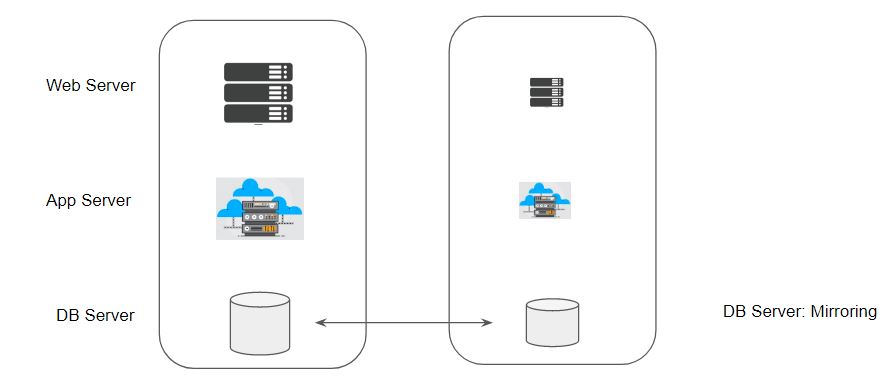 Web Server
App Server
DB Server
DB Server: Mirroring